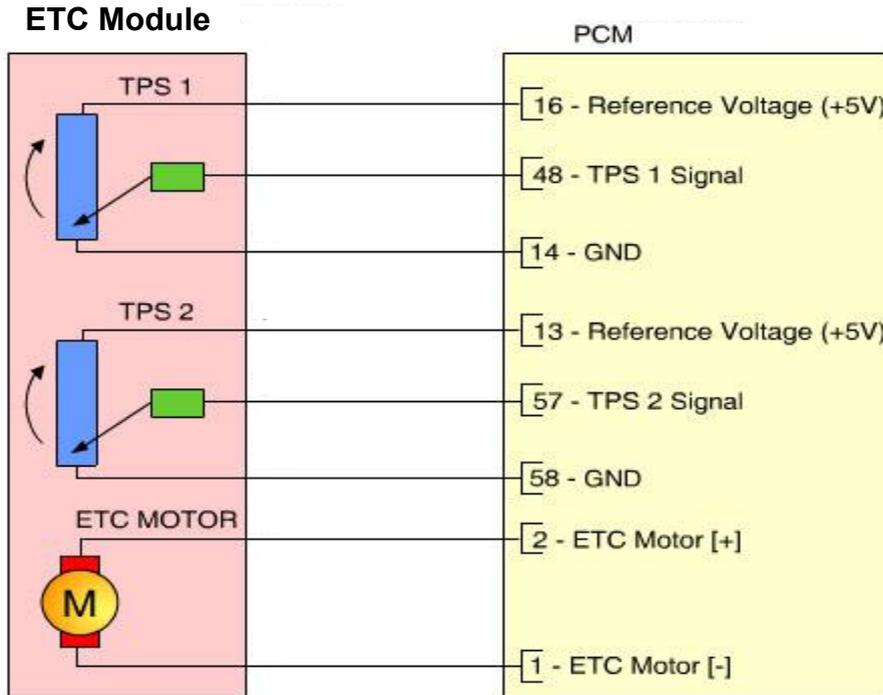 ETC Module
PCM
TPS 1
16 - Reference Voltage (+5V)
48 - TPS 1 Signal
14 - GND
TPS 2
13 - Reference Voltage (+5V)
57 - TPS 2 Signal
58 - GND
ETC MOTOR
2 - ETC Motor [+]
M
1 - ETC Motor [-]